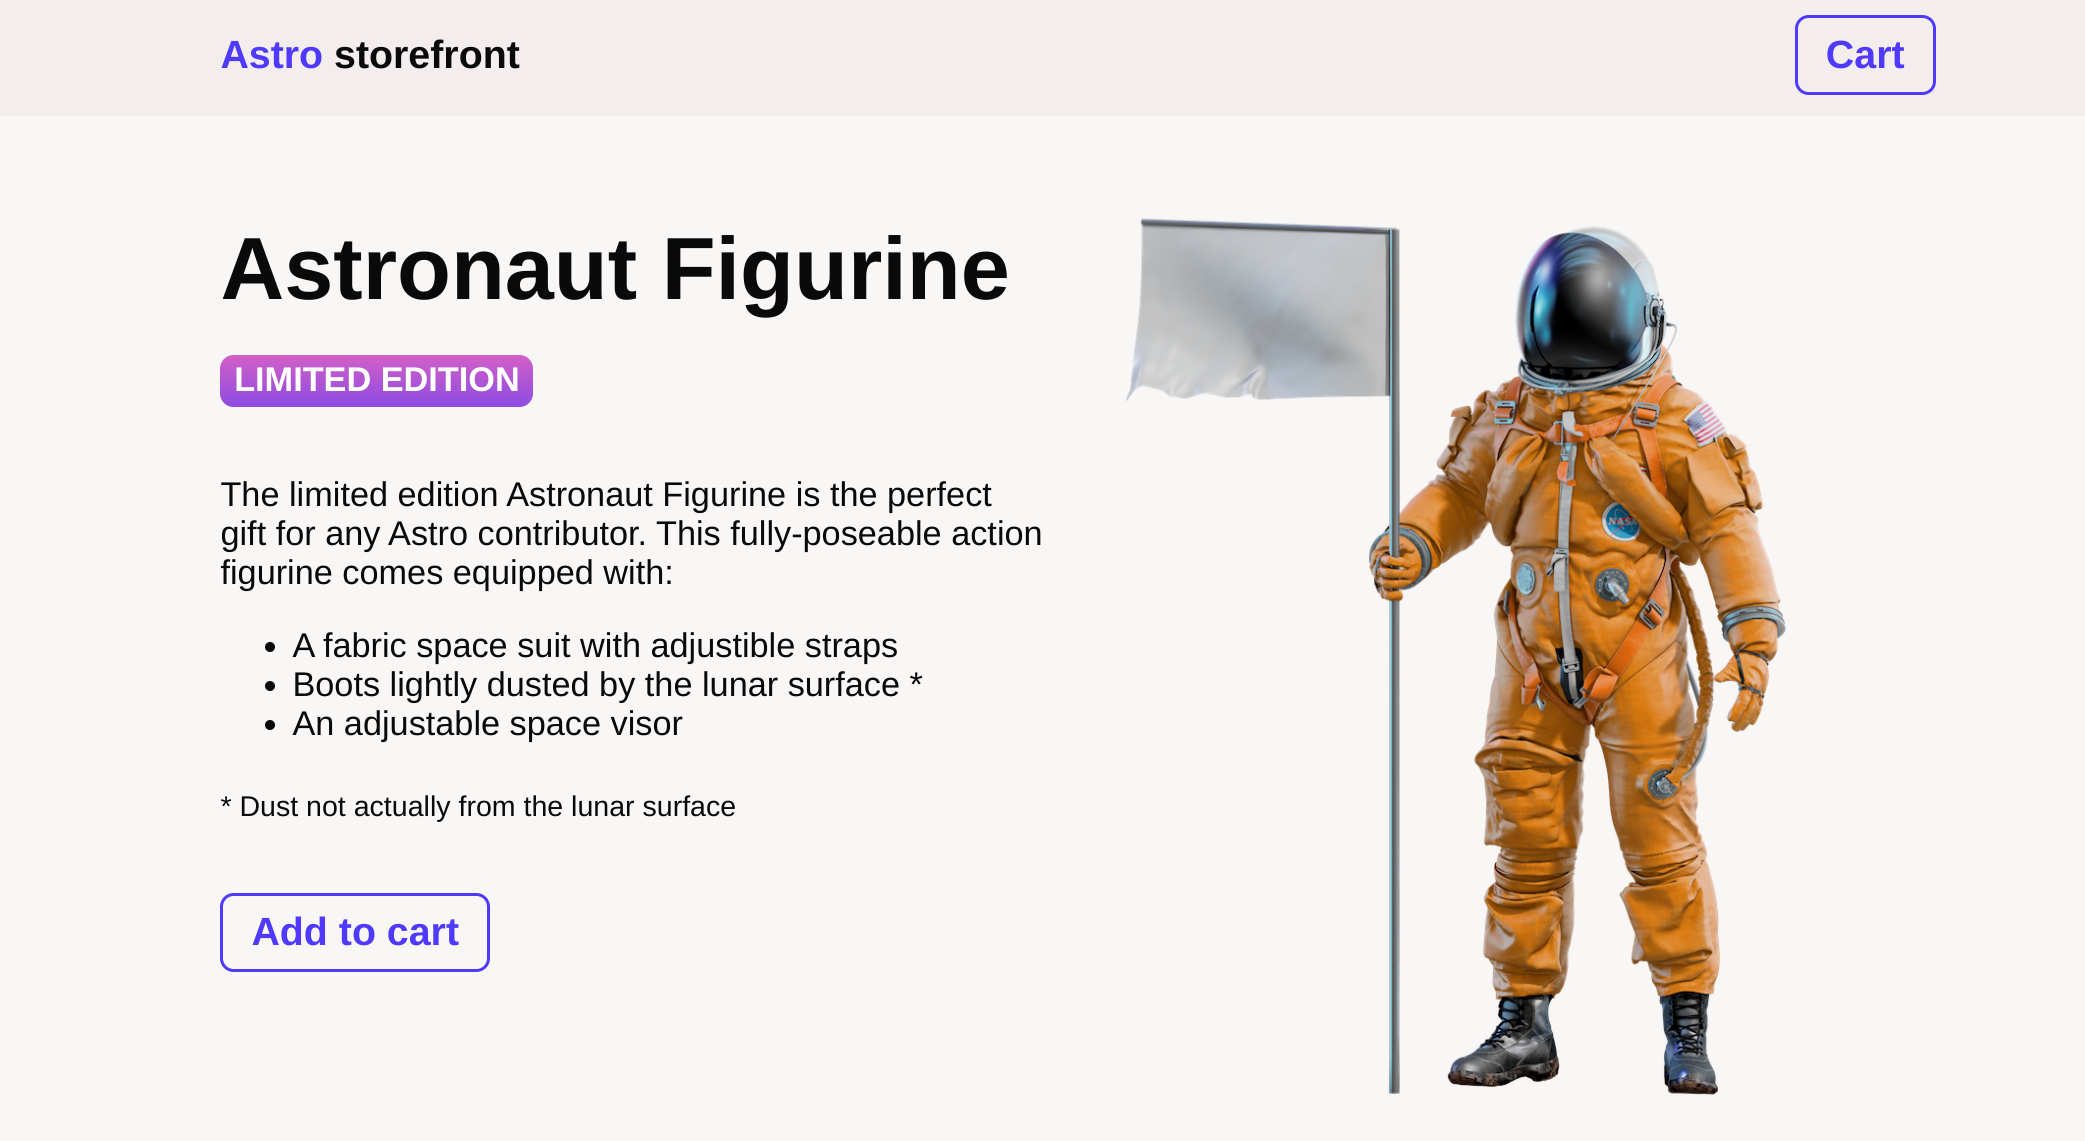 Astro storefront
Cart
Astronaut Figurine
LIMITED EDITION
The limited edition Astronaut Figurine is the perfect
gift for any Astro contributor. This fully-poseable action
figurine comes equipped with:
• A fabric space suit with adjustible straps
• Boots lightly dusted by the lunar surface *
• An adjustable space visor
* Dust not actually from the lunar surface
Add to cart
NASA